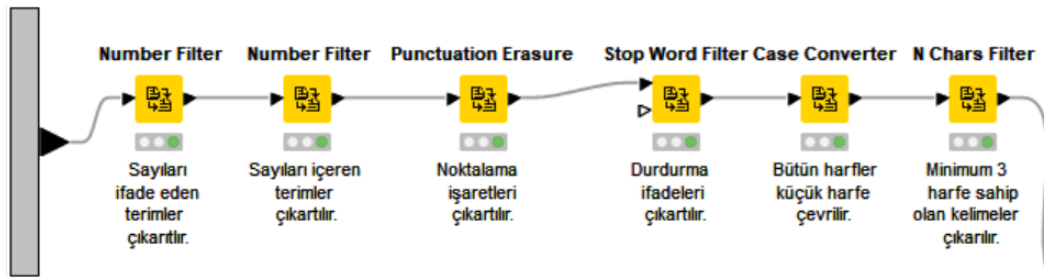 Number Filter Number Filter Punctuation Erasure Stop Word Filter Case Converter N Chars Filter
Sayıları
ifade eden
terimler
çıkarıtlır.
Sayıları içeren
terimler
çıkartılır.
Noktalama
işaretleri
çıkartılır.
Durdurma
ifadeleri
çıkartılır.
Bütün harfler
küçük harfe
çevrilir.
Minimum 3
harfe sahip
olan kelimeler
çıkarılır.